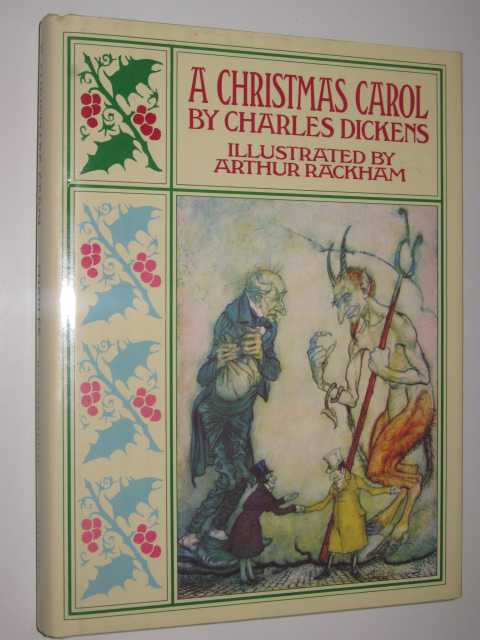 A CHRISTMAS CAROL
BY CHARLES DICKENS
ILLUSTRATED BY
ARTHUR RACKHAM